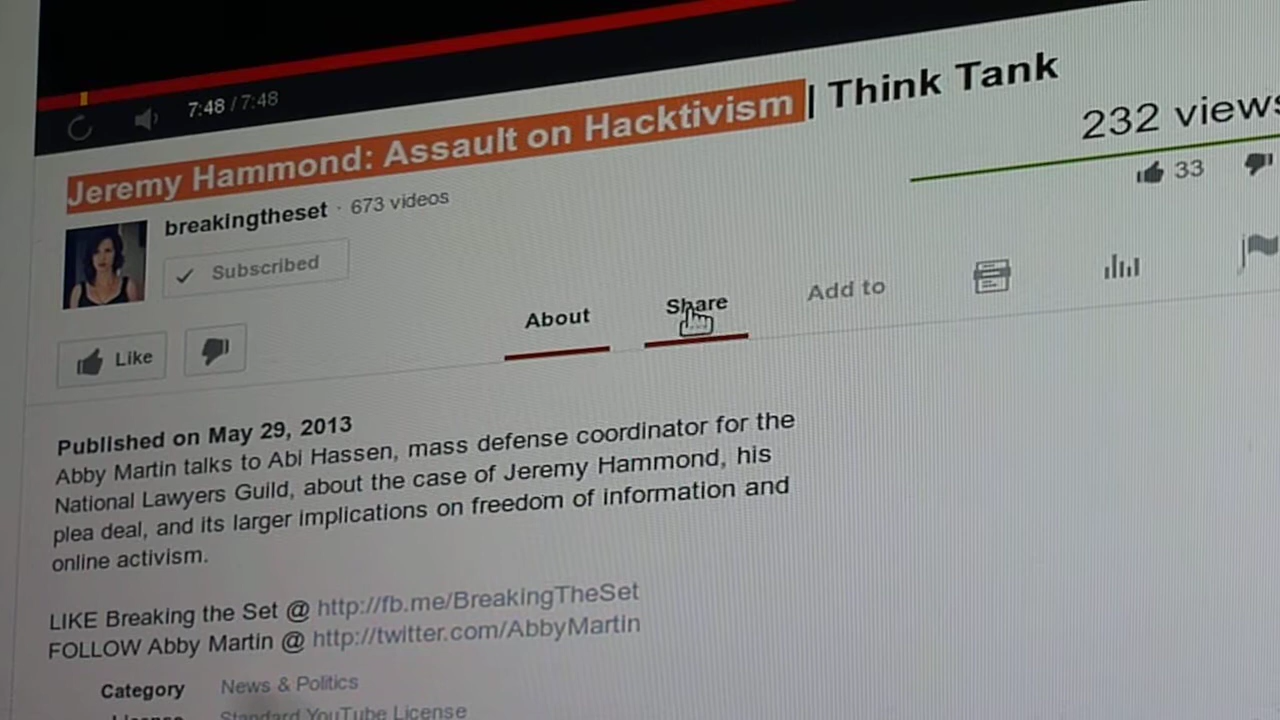 7:48 / 7:48
Jeremy Hammond: Assault on Hacktivism | Think Tank
232 views
breakingtheset · 673 videos
33
Subscribed
About
Share
Add to
Like
Published on May 29, 2013
Abby Martin talks to Abi Hassen, mass defense coordinator for the
National Lawyers Guild, about the case of Jeremy Hammond, his
plea deal, and its larger implications on freedom of information and
online activism.
LIKE Breaking the Set @ http://fb.me/BreakingTheSet
FOLLOW Abby Martin @ http://twitter.com/AbbyMartin
Category News & Politics
License Standard YouTube License